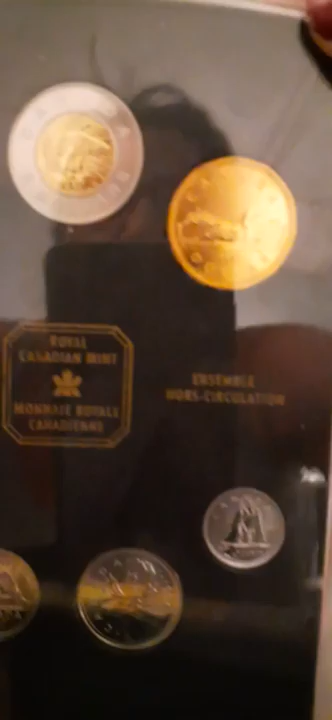 ROYAL
CANADIAN MINT
MONNAIE ROYALE
CANADIENNE
ENSEMBLE
HORS-CIRCULATION